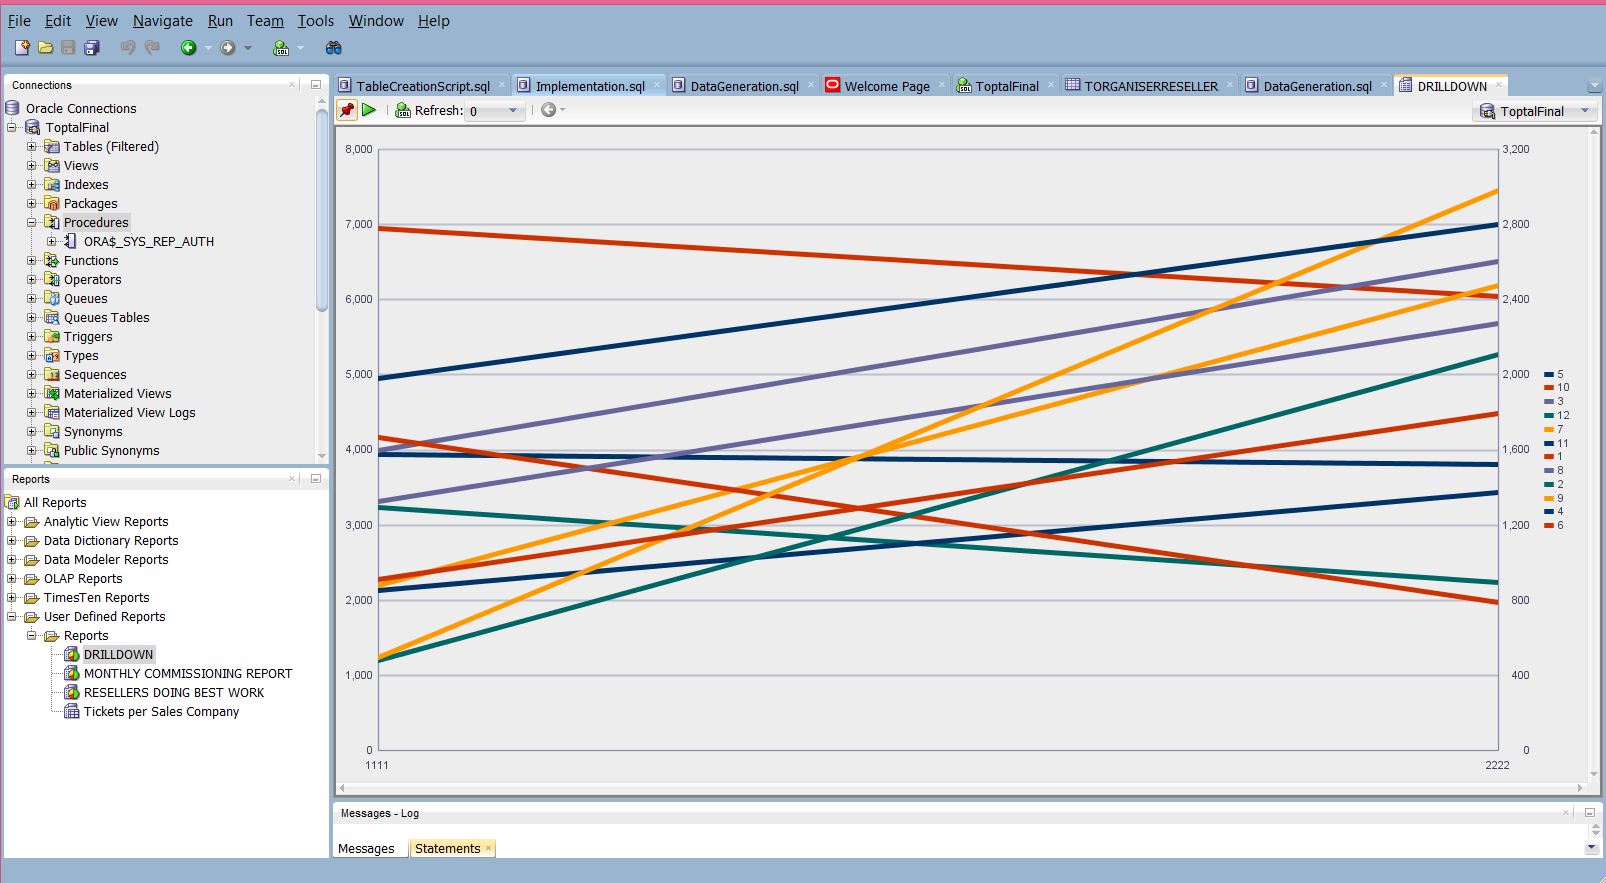 File Edit View Navigate Run Team Tools Window Help
Connections
Oracle Connections
ToptalFinal
Tables (Filtered)
Views
Indexes
Packages
Procedures
ORA$_SYS_REP_AUTH
Functions
Operators
Queues
Queues Tables
Triggers
Types
Sequences
Materialized Views
Materialized View Logs
Synonyms
Public Synonyms
Reports
All Reports
Analytic View Reports
Data Dictionary Reports
Data Modeler Reports
OLAP Reports
TimesTen Reports
User Defined Reports
Reports
DRILLDOWN
MONTHLY COMMISSIONING REPORT
RESELLERS DOING BEST WORK
Tickets per Sales Company
TableCreationScript.sql Implementation.sql DataGeneration.sql Welcome Page ToptalFinal TORGANISERRESELLER DataGeneration.sql DRILLDOWN
SQL Refresh: 0 ToptalFinal
8,000 3,200
7,000 2,800
6,000 2,400
5,000 2,000
4,000 1,600
3,000 1,200
2,000 800
1,000 400
0 0
1111 2222
5
10
3
12
7
11
1
8
2
9
4
6
Messages - Log
Messages Statements